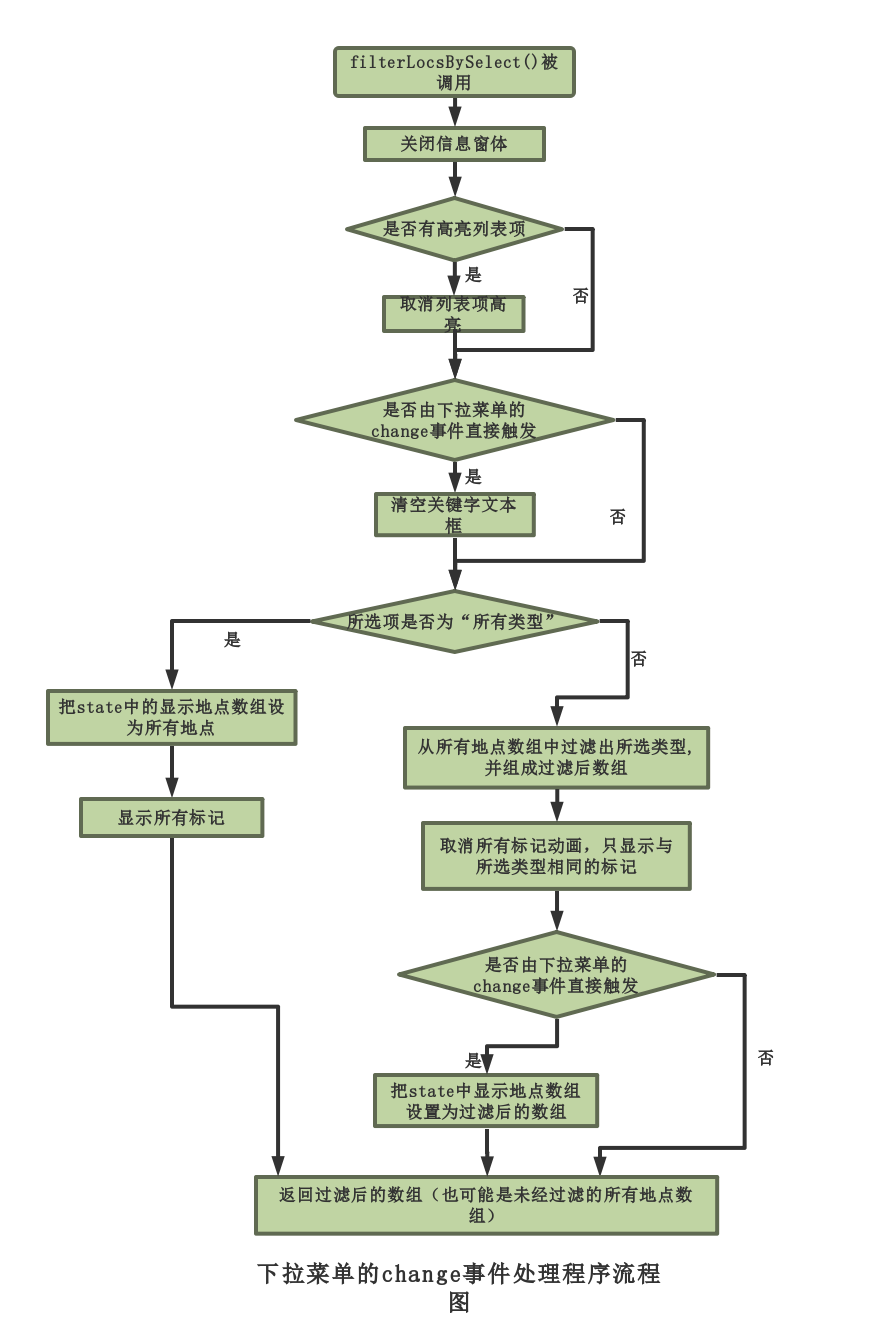 filterLocsBySelect()被
调用
关闭信息窗体
是否有高亮列表项
是
否
取消列表项高
亮
是否由下拉菜单的
change事件直接触发
是
否
清空关键字文本
框
所选项是否为“所有类型”
是
否
把state中的显示地点数组设
为所有地点
从所有地点数组中过滤出所选类型,
并组成过滤后数组
显示所有标记
取消所有标记动画，只显示与
所选类型相同的标记
是否由下拉菜单的
change事件直接触发
是
否
把state中显示地点数组
设置为过滤后的数组
返回过滤后的数组（也可能是未经过滤的所有地点数
组）
下拉菜单的change事件处理程序流程
图